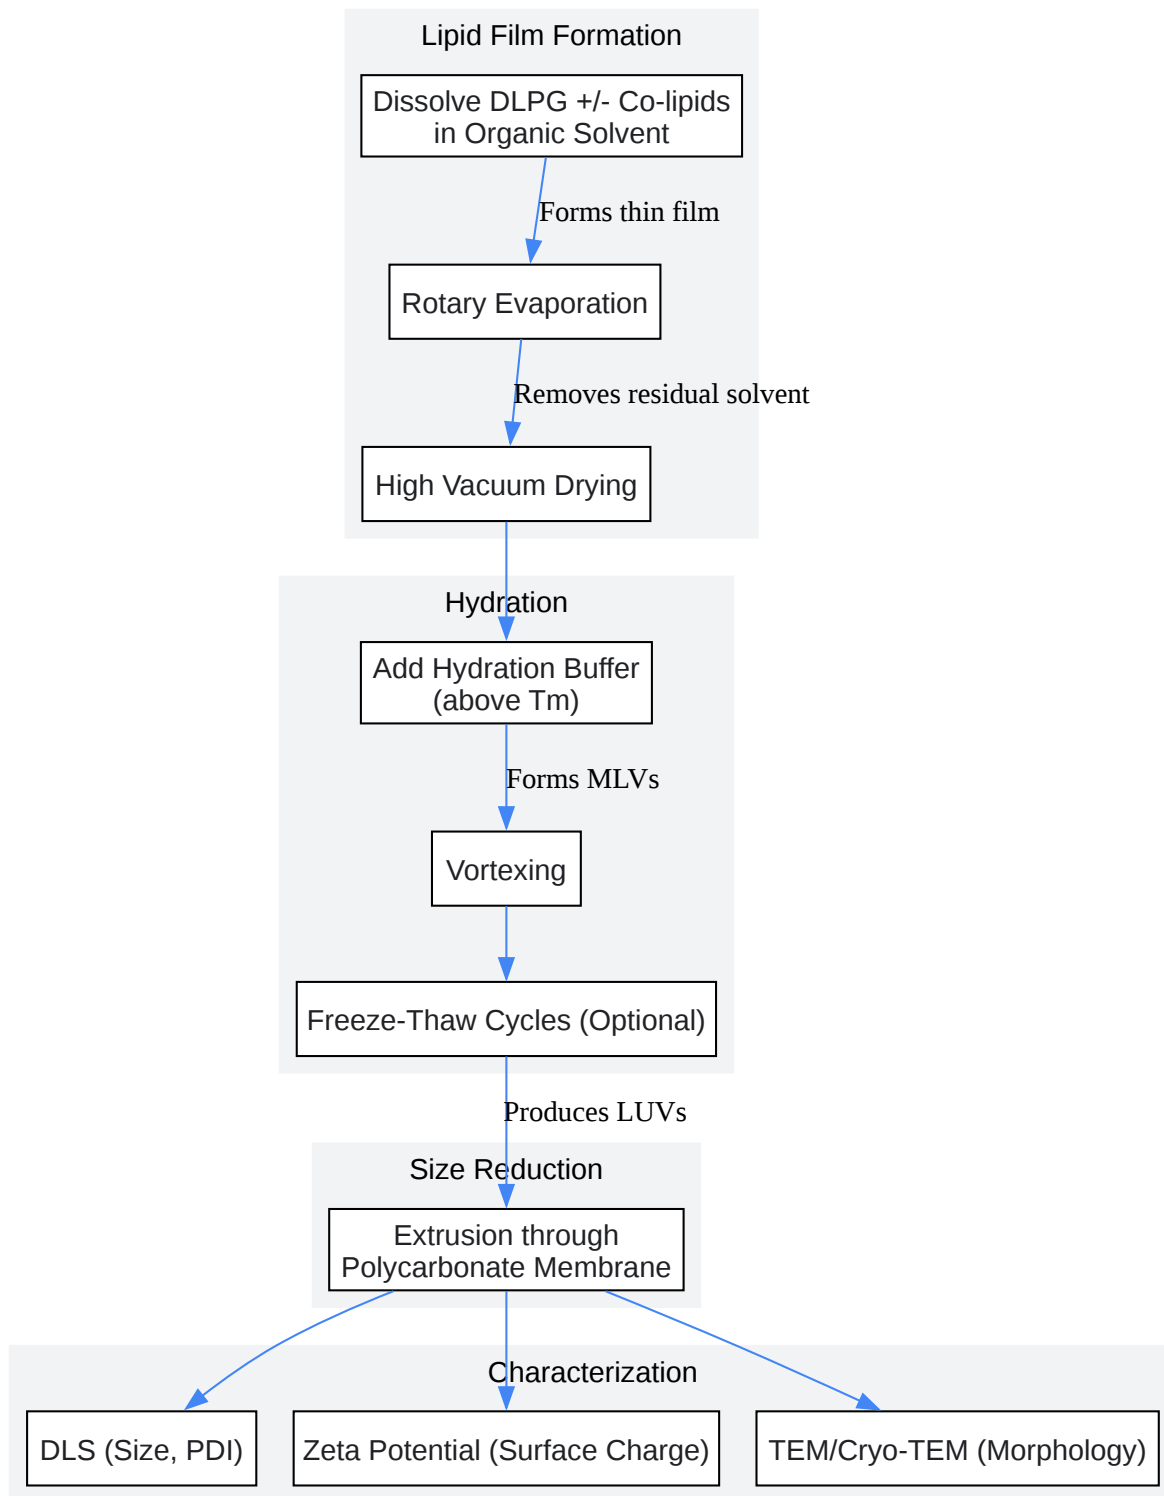 Lipid Film Formation
Dissolve DLPG +/- Co-lipids
in Organic Solvent
Forms thin film
Rotary Evaporation
Removes residual solvent
High Vacuum Drying
Hydration
Add Hydration Buffer
(above Tm)
Forms MLVs
Vortexing
Freeze-Thaw Cycles (Optional)
Produces LUVs
Size Reduction
Extrusion through
Polycarbonate Membrane
Characterization
DLS (Size, PDI)
Zeta Potential (Surface Charge)
TEM/Cryo-TEM (Morphology)